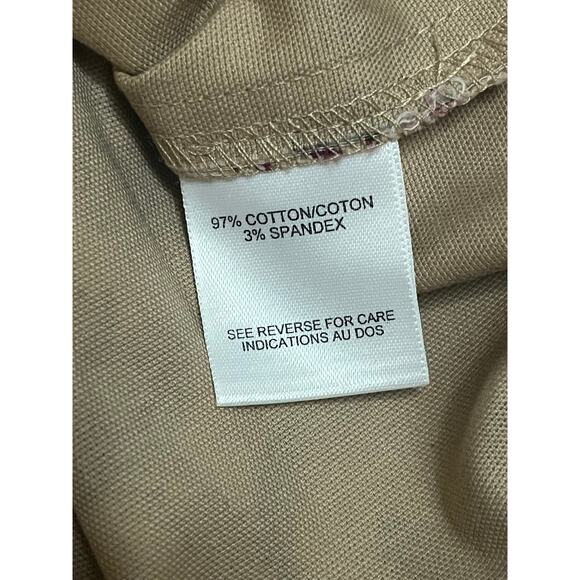 97% COTTON/COTON
3% SPANDEX
SEE REVERSE FOR CARE
INDICATIONS AU DOS